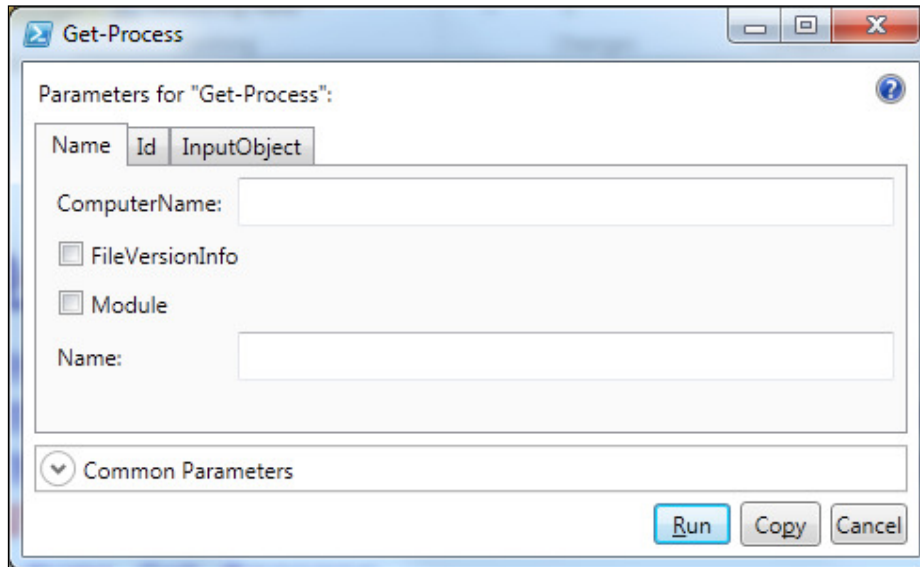 Get-Process
Parameters for "Get-Process":
Name Id InputObject
ComputerName:
FileVersionInfo
Module
Name:
Common Parameters
Run Copy Cancel